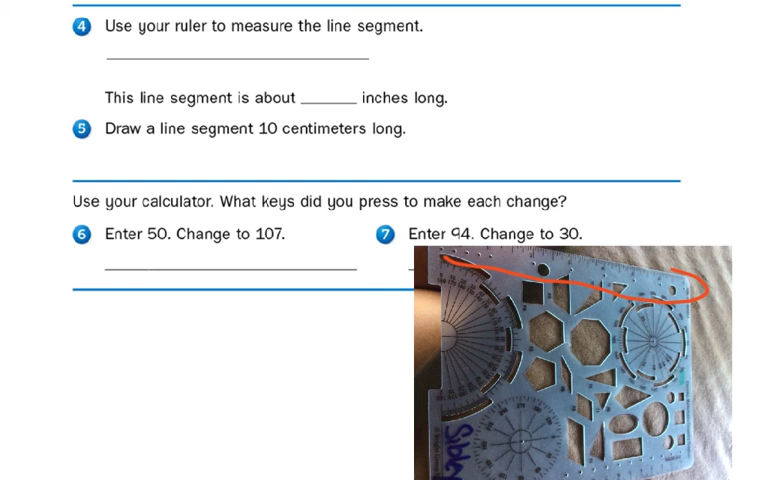 4 Use your ruler to measure the line segment.
This line segment is about ______ inches long.
5 Draw a line segment 10 centimeters long.
Use your calculator. What keys did you press to make each change?
6 Enter 50. Change to 107.
7 Enter 94. Change to 30.
Sibley